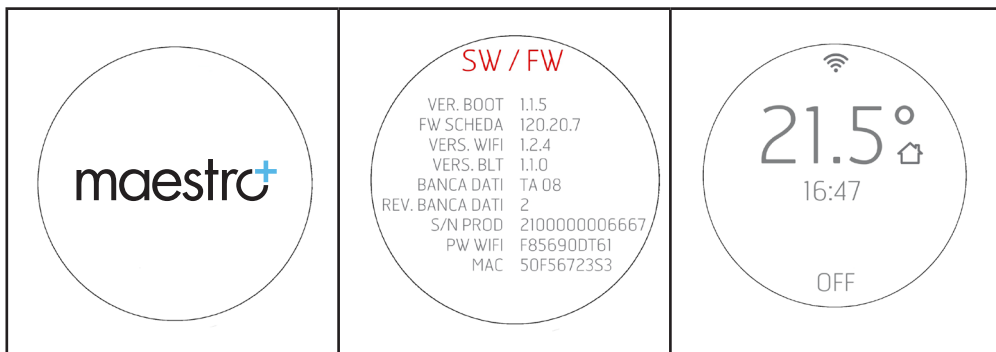 maestro+
SW / FW
VER. BOOT 1.1.5
FW SCHEDA 120.20.7
VERS. WIFI 1.2.4
VERS. BLT 1.1.0
BANCA DATI TA 08
REV. BANCA DATI 2
S/N PROD 2100000006667
PW WIFI F85690DT61
MAC 50F56723S3
21.5°
16:47
OFF